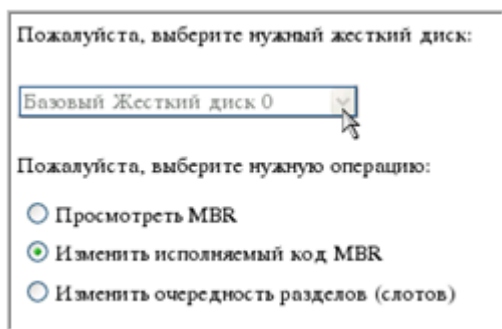 Пожалуйста, выберите нужный жесткий диск:
Базовый Жесткий диск 0
Пожалуйста, выберите нужную операцию:
Просмотреть MBR
Изменить исполняемый код MBR
Изменить очередность разделов (слотов)